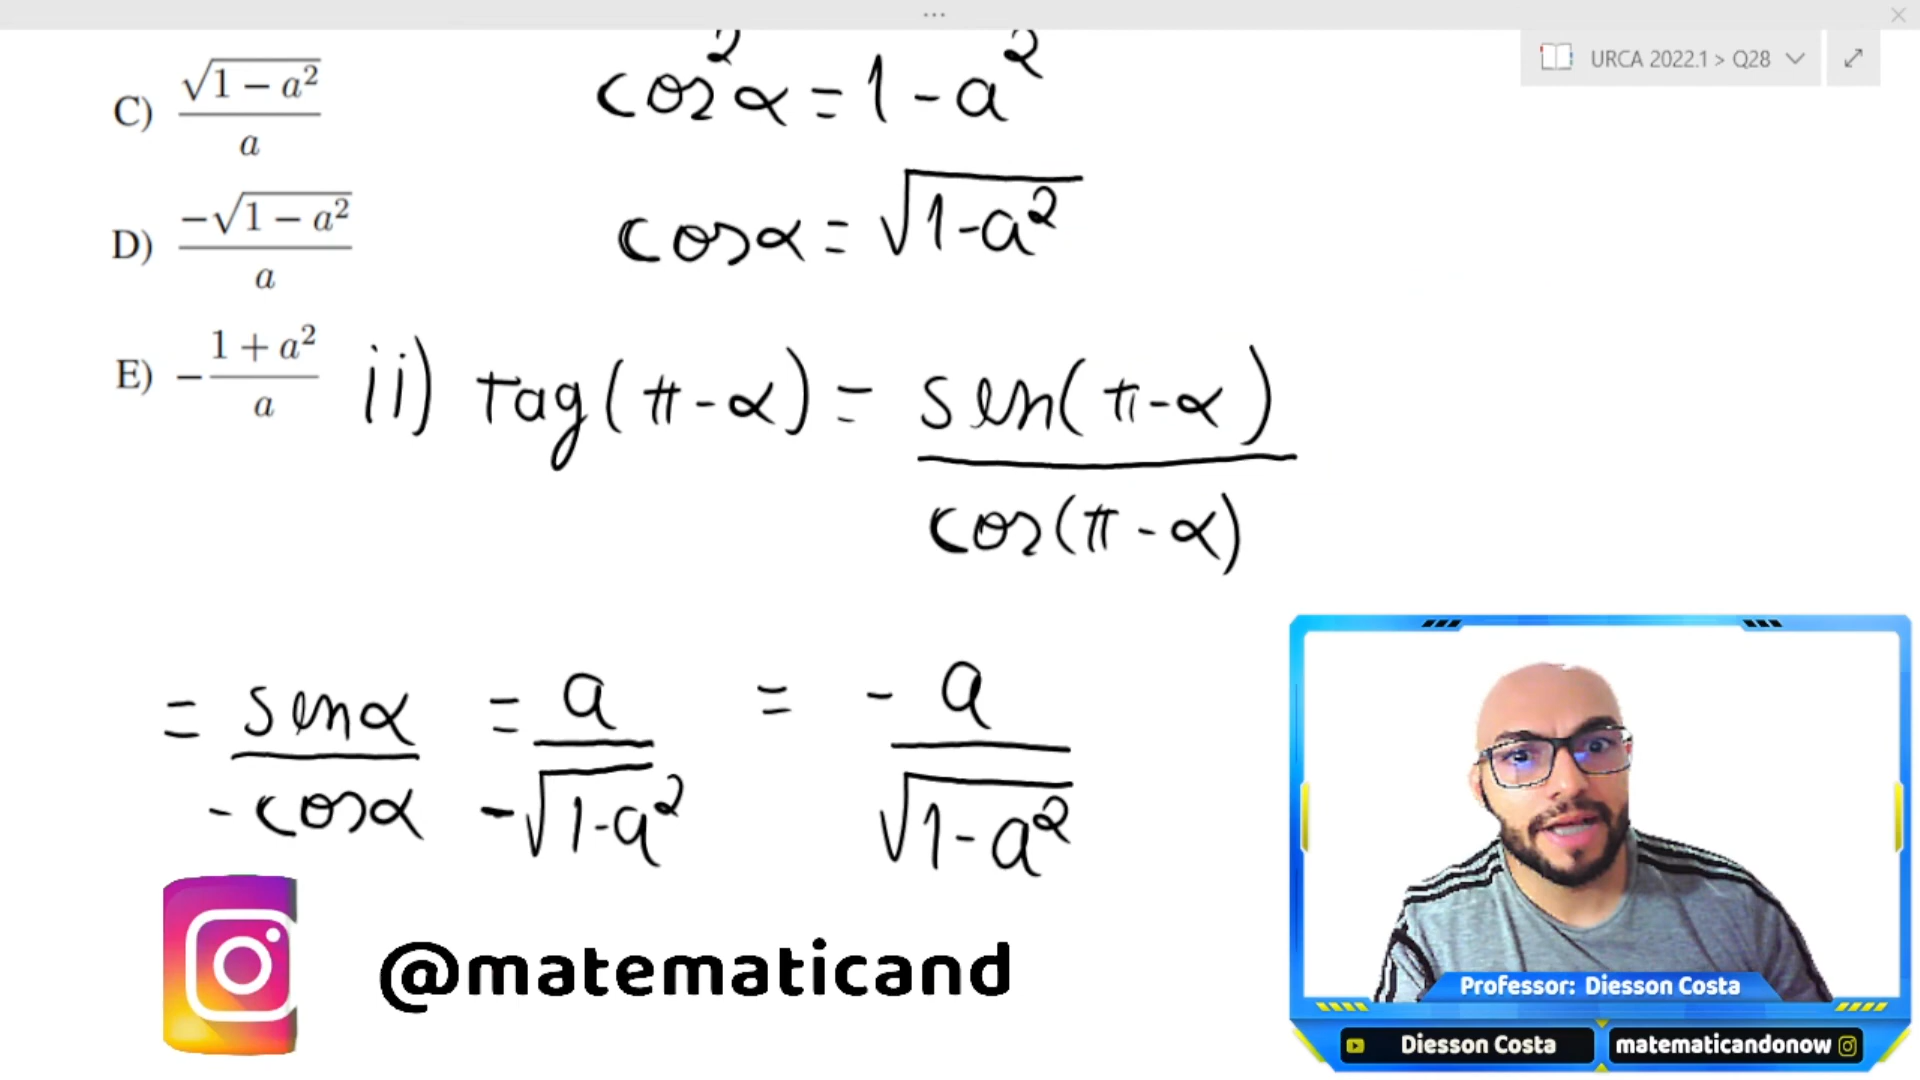 ...
URCA 2022.1 > Q28
C) √(1 − a²) / a
cos²α = 1 - a²
D) −√(1 − a²) / a
cosα = √(1-a²)
E) −(1 + a²) / a
ii) tag(π-α) = sen(π-α) / cos(π-α)
= senα / -cosα = a / -√(1-a²) = - a / √(1-a²)
@matematicand
Professor: Diesson Costa
Diesson Costa
matematicandonow